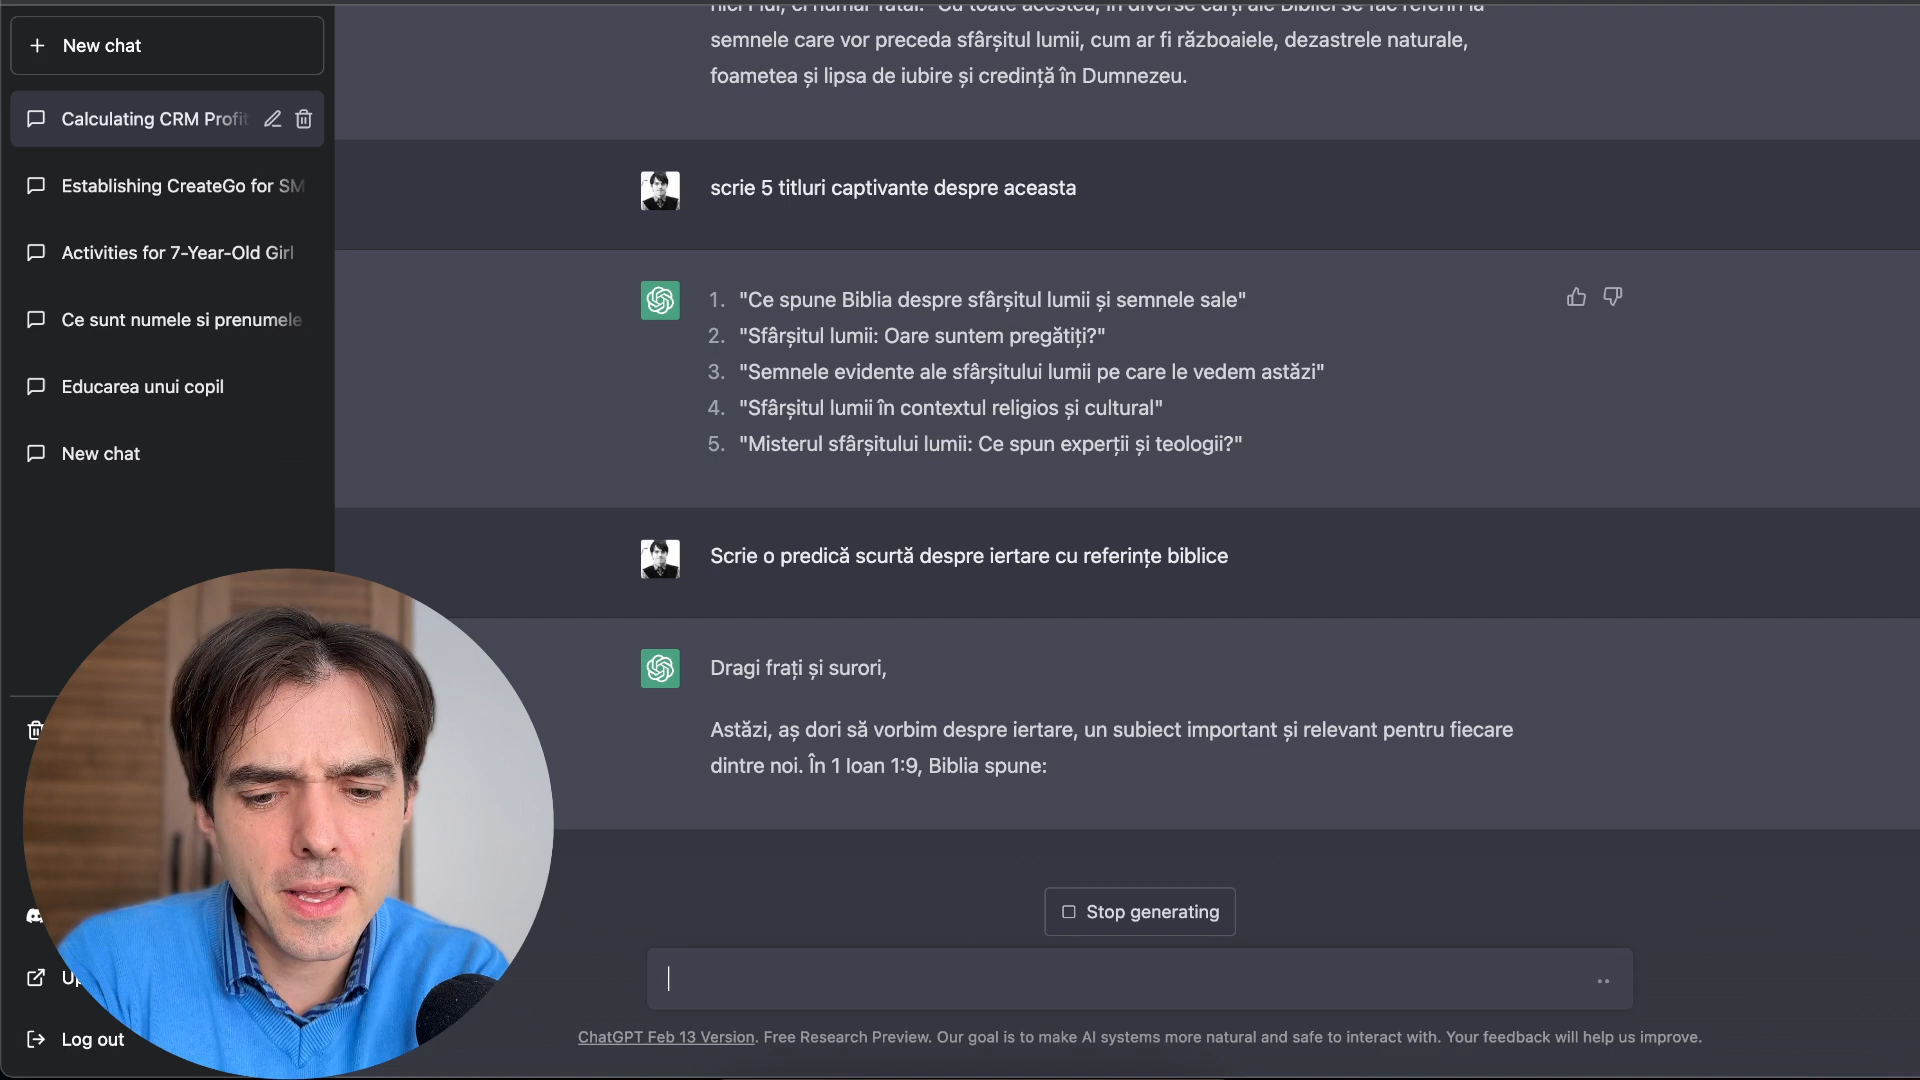 New chat
Calculating CRM Profit
Establishing CreateGo for SM
Activities for 7-Year-Old Girl
Ce sunt numele si prenumele
Educarea unui copil
New chat
Log out
semnele care vor preceda sfârșitul lumii, cum ar fi războaiele, dezastrele naturale,
foametea și lipsa de iubire și credință în Dumnezeu.
scrie 5 titluri captivante despre aceasta
1. "Ce spune Biblia despre sfârșitul lumii și semnele sale"
2. "Sfârșitul lumii: Oare suntem pregătiți?"
3. "Semnele evidente ale sfârșitului lumii pe care le vedem astăzi"
4. "Sfârșitul lumii în contextul religios și cultural"
5. "Misterul sfârșitului lumii: Ce spun experții și teologii?"
Scrie o predică scurtă despre iertare cu referințe biblice
Dragi frați și surori,
Astăzi, aș dori să vorbim despre iertare, un subiect important și relevant pentru fiecare
dintre noi. În 1 Ioan 1:9, Biblia spune:
Stop generating
ChatGPT Feb 13 Version. Free Research Preview. Our goal is to make AI systems more natural and safe to interact with. Your feedback will help us improve.